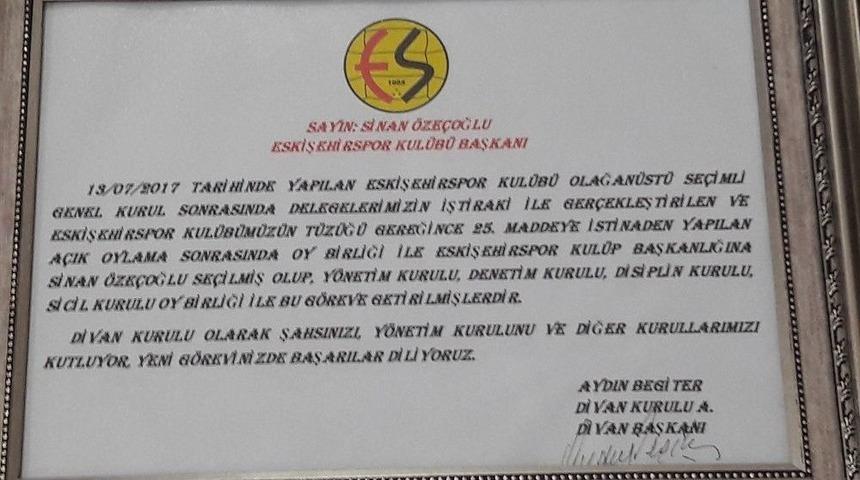 ES
1965
SAYIN: SİNAN ÖZEÇOĞLU
ESKİŞEHİRSPOR KULÜBÜ BAŞKANI
13/07/2017 TARİHİNDE YAPILAN ESKİŞEHİRSPOR KULÜBÜ OLAĞANÜSTÜ SEÇİMLİ
GENEL KURUL SONRASINDA DELEGELERİMİZİN İŞTİRAKİ İLE GERÇEKLEŞTİRİLEN VE
ESKİŞEHİRSPOR KULÜBÜMÜZÜN TÜZÜĞÜ GEREĞİNCE 25. MADDEYE İSTİNADEN YAPILAN
AÇIK OYLAMA SONRASINDA OY BİRLİĞİ İLE ESKİŞEHİRSPOR KULÜP BAŞKANLIĞINA
SİNAN ÖZEÇOĞLU SEÇİLMİŞ OLUP, YÖNETİM KURULU, DENETİM KURULU, DİSİPLİN KURULU,
SİCİL KURULU OY BİRLİĞİ İLE BU GÖREVE GETİRİLMİŞLERDİR.
DİVAN KURULU OLARAK ŞAHSINIZI, YÖNETİM KURULUNU VE DİĞER KURULLARIMIZI
KUTLUYOR, YENİ GÖREVİNİZDE BAŞARILAR DİLİYORUZ.
AYDIN BEGİTER
DİVAN KURULU A.
DİVAN BAŞKANI